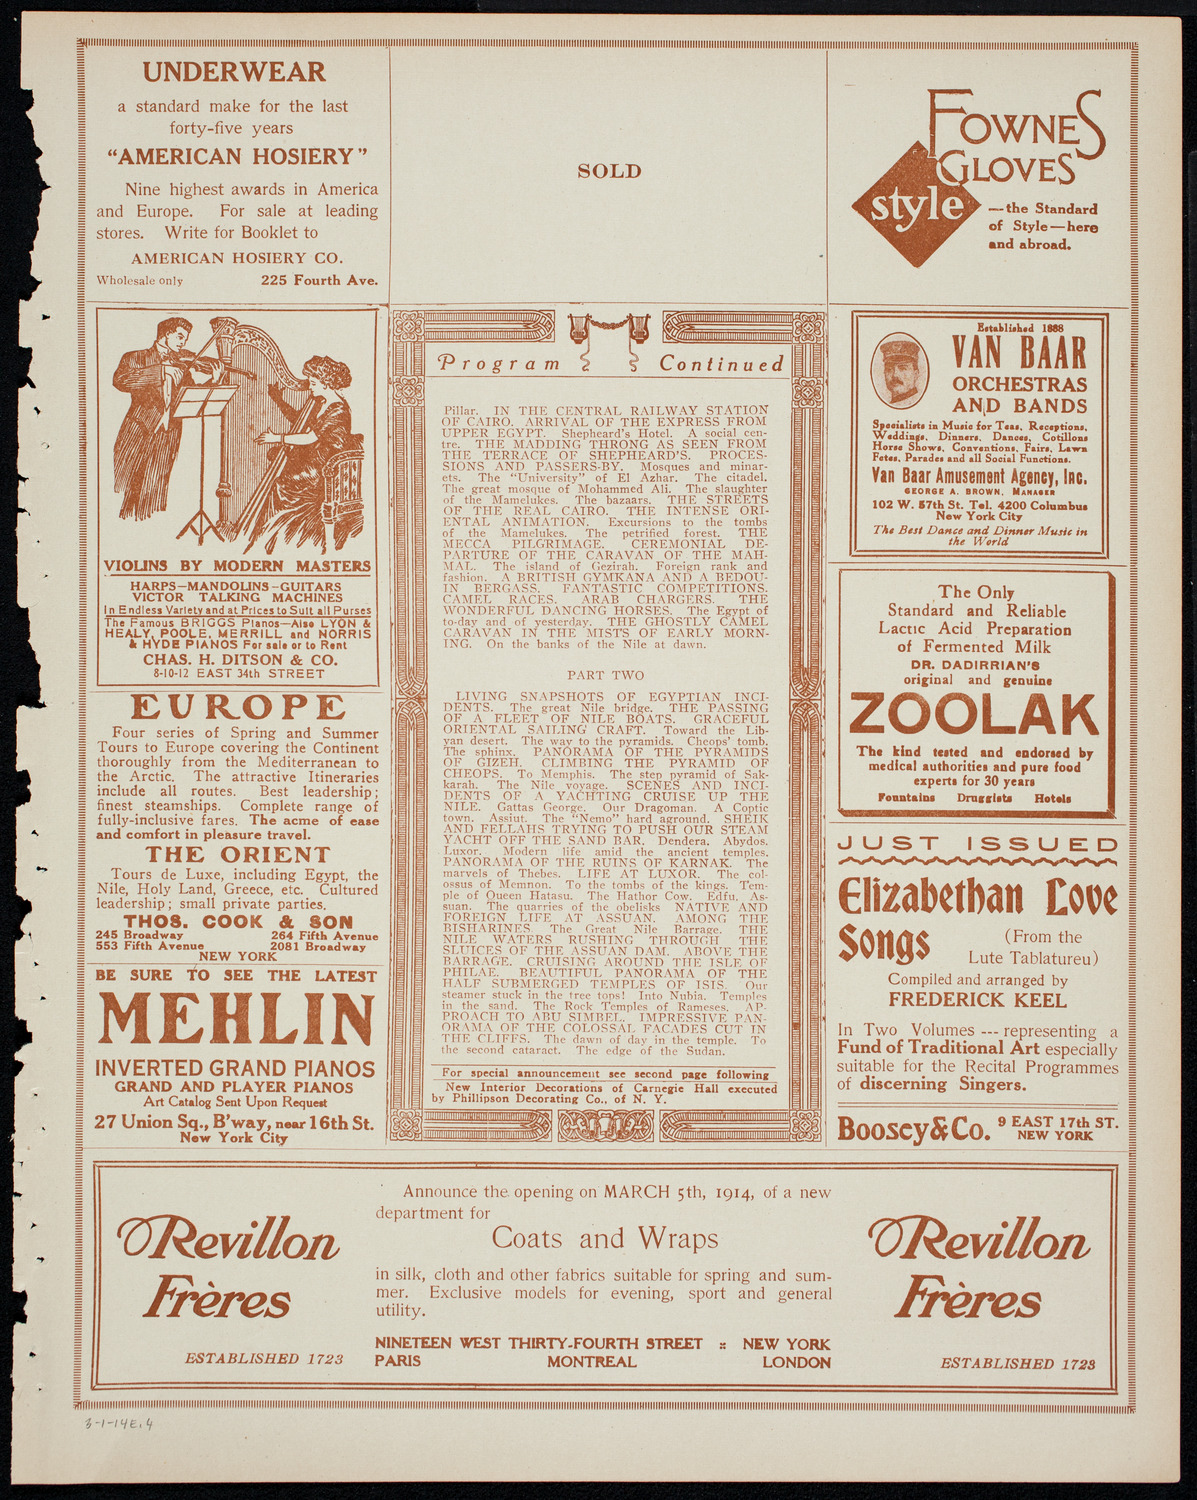 UNDERWEAR
a standard make for the last
forty-five years
“AMERICAN HOSIERY”
Nine highest awards in America
and Europe. For sale at leading
stores. Write for Booklet to
AMERICAN HOSIERY CO.
Wholesale only 225 Fourth Ave.
SOLD
FOWNES
GLOVES
style
—the Standard
of Style—here
and abroad.
VIOLINS BY MODERN MASTERS
HARPS-MANDOLINS-GUITARS
VICTOR TALKING MACHINES
In Endless Variety and at Prices to Suit all Purses
The Famous BRIGGS Pianos—Also LYON &
HEALY, POOLE, MERRILL and NORRIS
& HYDE PIANOS For sale or to Rent
CHAS. H. DITSON & CO.
8-10-12 EAST 34th STREET
EUROPE
Four series of Spring and Summer
Tours to Europe covering the Continent
thoroughly from the Mediterranean to
the Arctic. The attractive Itineraries
include all routes. Best leadership;
finest steamships. Complete range of
fully-inclusive fares. The acme of ease
and comfort in pleasure travel.
THE ORIENT
Tours de Luxe, including Egypt, the
Nile, Holy Land, Greece, etc. Cultured
leadership; small private parties.
THOS. COOK & SON
245 Broadway 264 Fifth Avenue
553 Fifth Avenue 2081 Broadway
NEW YORK
BE SURE TO SEE THE LATEST
MEHLIN
INVERTED GRAND PIANOS
GRAND AND PLAYER PIANOS
Art Catalog Sent Upon Request
27 Union Sq., B'way, near 16th St.
New York City
Program Continued
Pillar. IN THE CENTRAL RAILWAY STATION
OF CAIRO. ARRIVAL OF THE EXPRESS FROM
UPPER EGYPT. Shepheard's Hotel. A social cen-
tre. THE MADDING THRONG AS SEEN FROM
THE TERRACE OF SHEPHEARD'S. PROCES-
SIONS AND PASSERS-BY. Mosques and minar-
ets. The “University” of El Azhar. The citadel.
The great mosque of Mohammed Ali. The slaughter
of the Mamelukes. The bazaars. THE STREETS
OF THE REAL CAIRO. THE INTENSE ORI-
ENTAL ANIMATION. Excursions to the tombs
of the Mamelukes. The petrified forest. THE
MECCA PILGRIMAGE. CEREMONIAL DE-
PARTURE OF THE CARAVAN OF THE MAH-
MAL. The island of Gezirah. Foreign rank and
fashion. A BRITISH GYMKANA AND A BEDOU-
IN BERGASS. FANTASTIC COMPETITIONS.
CAMEL RACES. ARAB CHARGERS. THE
WONDERFUL DANCING HORSES. The Egypt of
to-day and of yesterday. THE GHOSTLY CAMEL
CARAVAN IN THE MISTS OF EARLY MORN-
ING. On the banks of the Nile at dawn.
PART TWO
LIVING SNAPSHOTS OF EGYPTIAN INCI-
DENTS. The great Nile bridge. THE PASSING
OF A FLEET OF NILE BOATS. GRACEFUL
ORIENTAL SAILING CRAFT. Toward the Lib-
yan desert. The way to the pyramids. Cheops' tomb.
The sphinx. PANORAMA OF THE PYRAMIDS
OF GIZEH. CLIMBING THE PYRAMID OF
CHEOPS. To Memphis. The step pyramid of Sak-
karah. The Nile voyage. SCENES AND INCI-
DENTS OF A YACHTING CRUISE UP THE
NILE. Gattas George. Our Dragoman. A Coptic
town. Assiut. The “Nemo” hard aground. SHEIK
AND FELLAHS TRYING TO PUSH OUR STEAM
YACHT OFF THE SAND BAR. Dendera. Abydos.
Luxor. Modern life amid the ancient temples.
PANORAMA OF THE RUINS OF KARNAK. The
marvels of Thebes. LIFE AT LUXOR. The col-
ossus of Memnon. To the tombs of the kings. Tem-
ple of Queen Hatasu. The Hathor Cow. Edfu. As-
suan. The quarries of the obelisks NATIVE AND
FOREIGN LIFE AT ASSUAN. AMONG THE
BISHARINES. The Great Nile Barrage. THE
NILE WATERS RUSHING THROUGH THE
SLUICES OF THE ASSUAN DAM. ABOVE THE
BARRAGE. CRUISING AROUND THE ISLE OF
PHILAE. BEAUTIFUL PANORAMA OF THE
HALF SUBMERGED TEMPLES OF ISIS. Our
steamer stuck in the tree tops! Into Nubia. Temples
in the sand. The Rock Temples of Rameses. AP-
PROACH TO ABU SIMBEL. IMPRESSIVE PAN-
ORAMA OF THE COLOSSAL FACADES CUT IN
THE CLIFFS. The dawn of day in the temple. To
the second cataract. The edge of the Sudan.
For special announcement see second page following
New Interior Decorations of Carnegie Hall executed
by Phillipson Decorating Co., of N. Y.
Established 1888
VAN BAAR
ORCHESTRAS
AND BANDS
Specialists in Music for Teas, Receptions,
Weddings, Dinners, Dances, Cotillons
Horse Shows, Conventions, Fairs, Lawn
Fetes, Parades and all Social Functions.
Van Baar Amusement Agency, Inc.
GEORGE A. BROWN, MANAGER
102 W. 57th St. Tel. 4200 Columbus
New York City
The Best Dance and Dinner Music in
the World
The Only
Standard and Reliable
Lactic Acid Preparation
of Fermented Milk
DR. DADIRRIAN'S
original and genuine
ZOOLAK
The kind tested and endorsed by
medical authorities and pure food
experts for 30 years
Fountains Druggists Hotels
JUST ISSUED
Elizabethan Love
Songs (From the
Lute Tablatureu)
Compiled and arranged by
FREDERICK KEEL
In Two Volumes --- representing a
Fund of Traditional Art especially
suitable for the Recital Programmes
of discerning Singers.
Boosey & Co. 9 EAST 17th ST.
NEW YORK
Revillon
Frères
ESTABLISHED 1723
Announce the opening on MARCH 5th, 1914, of a new
department for
Coats and Wraps
in silk, cloth and other fabrics suitable for spring and sum-
mer. Exclusive models for evening, sport and general
utility.
NINETEEN WEST THIRTY-FOURTH STREET :: NEW YORK
PARIS MONTREAL LONDON
Revillon
Frères
ESTABLISHED 1723
3-1-14E.4